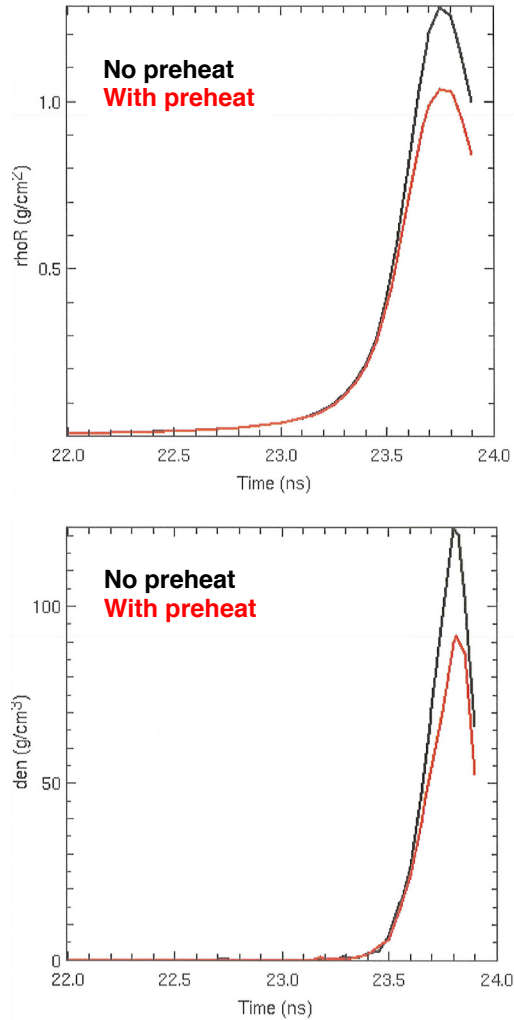 No preheat
With preheat
1.0
0.5
rhoR (g/cm²)
22.0 22.5 23.0 23.5 24.0
Time (ns)
No preheat
With preheat
100
50
0
den (g/cm³)
22.0 22.5 23.0 23.5 24.0
Time (ns)